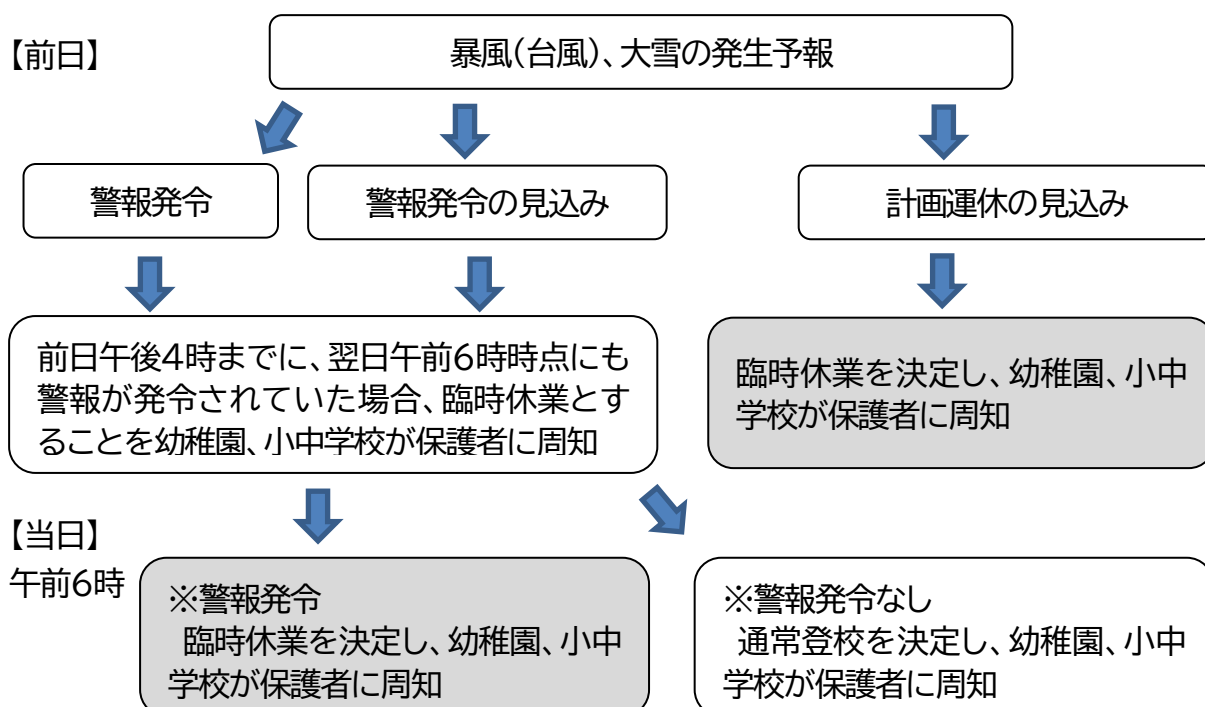 【前日】
暴風(台風)、大雪の発生予報
警報発令
警報発令の見込み
計画運休の見込み
前日午後4時までに、翌日午前6時時点にも
警報が発令されていた場合、臨時休業とす
ることを幼稚園、小中学校が保護者に周知
臨時休業を決定し、幼稚園、小中
学校が保護者に周知
【当日】
午前6時
※警報発令
臨時休業を決定し、幼稚園、小中
学校が保護者に周知
※警報発令なし
通常登校を決定し、幼稚園、小中
学校が保護者に周知